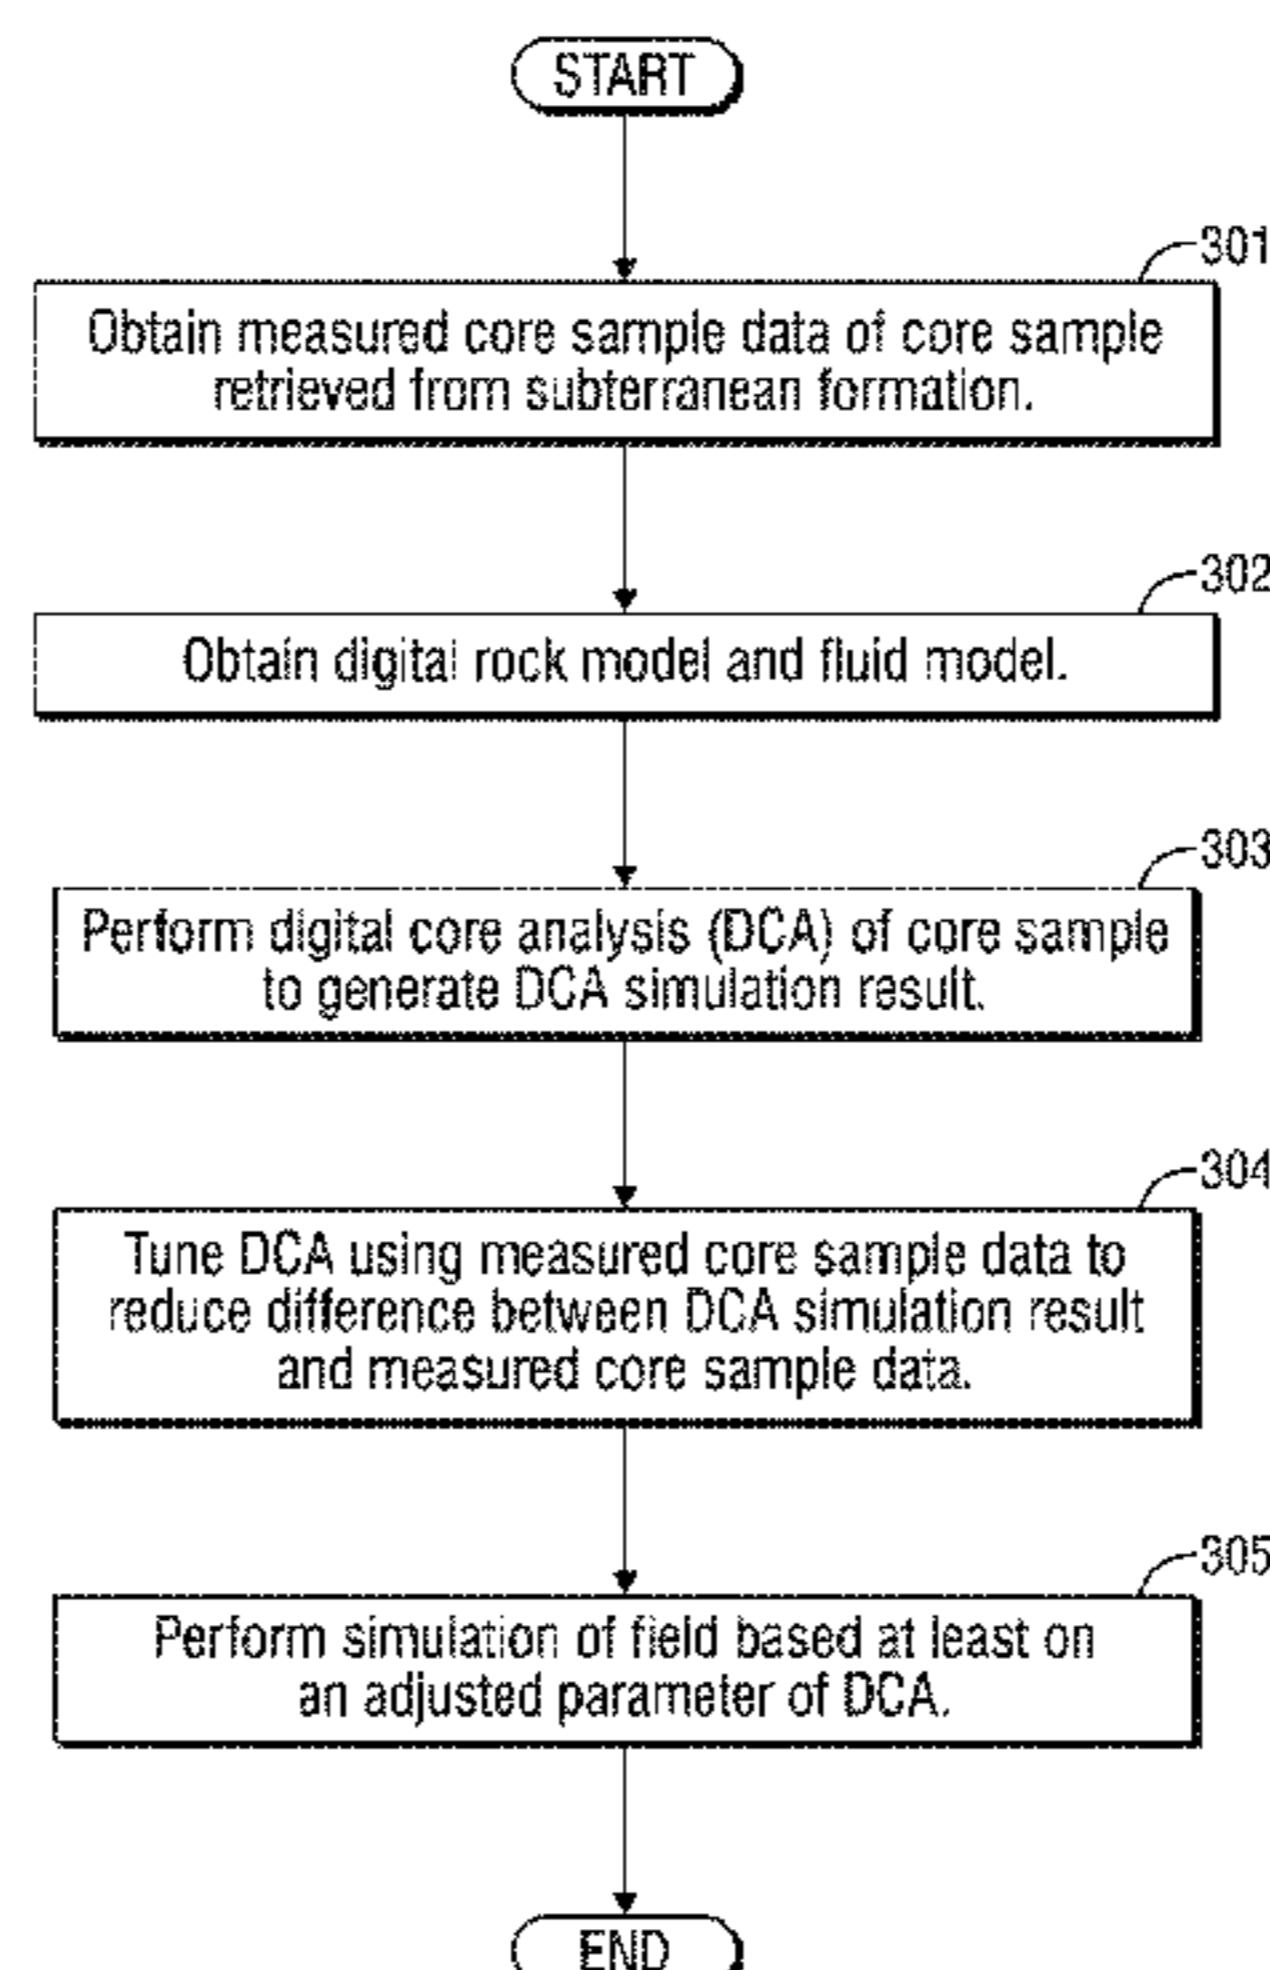 START
301
Obtain measured core sample data of core sample
retrieved from subterranean formation.
302
Obtain digital rock model and fluid model.
303
Perform digital core analysis (DCA) of core sample
to generate DCA simulation result.
304
Tune DCA using measured core sample data to
reduce difference between DCA simulation result
and measured core sample data.
305
Perform simulation of field based at least on
an adjusted parameter of DCA.
END